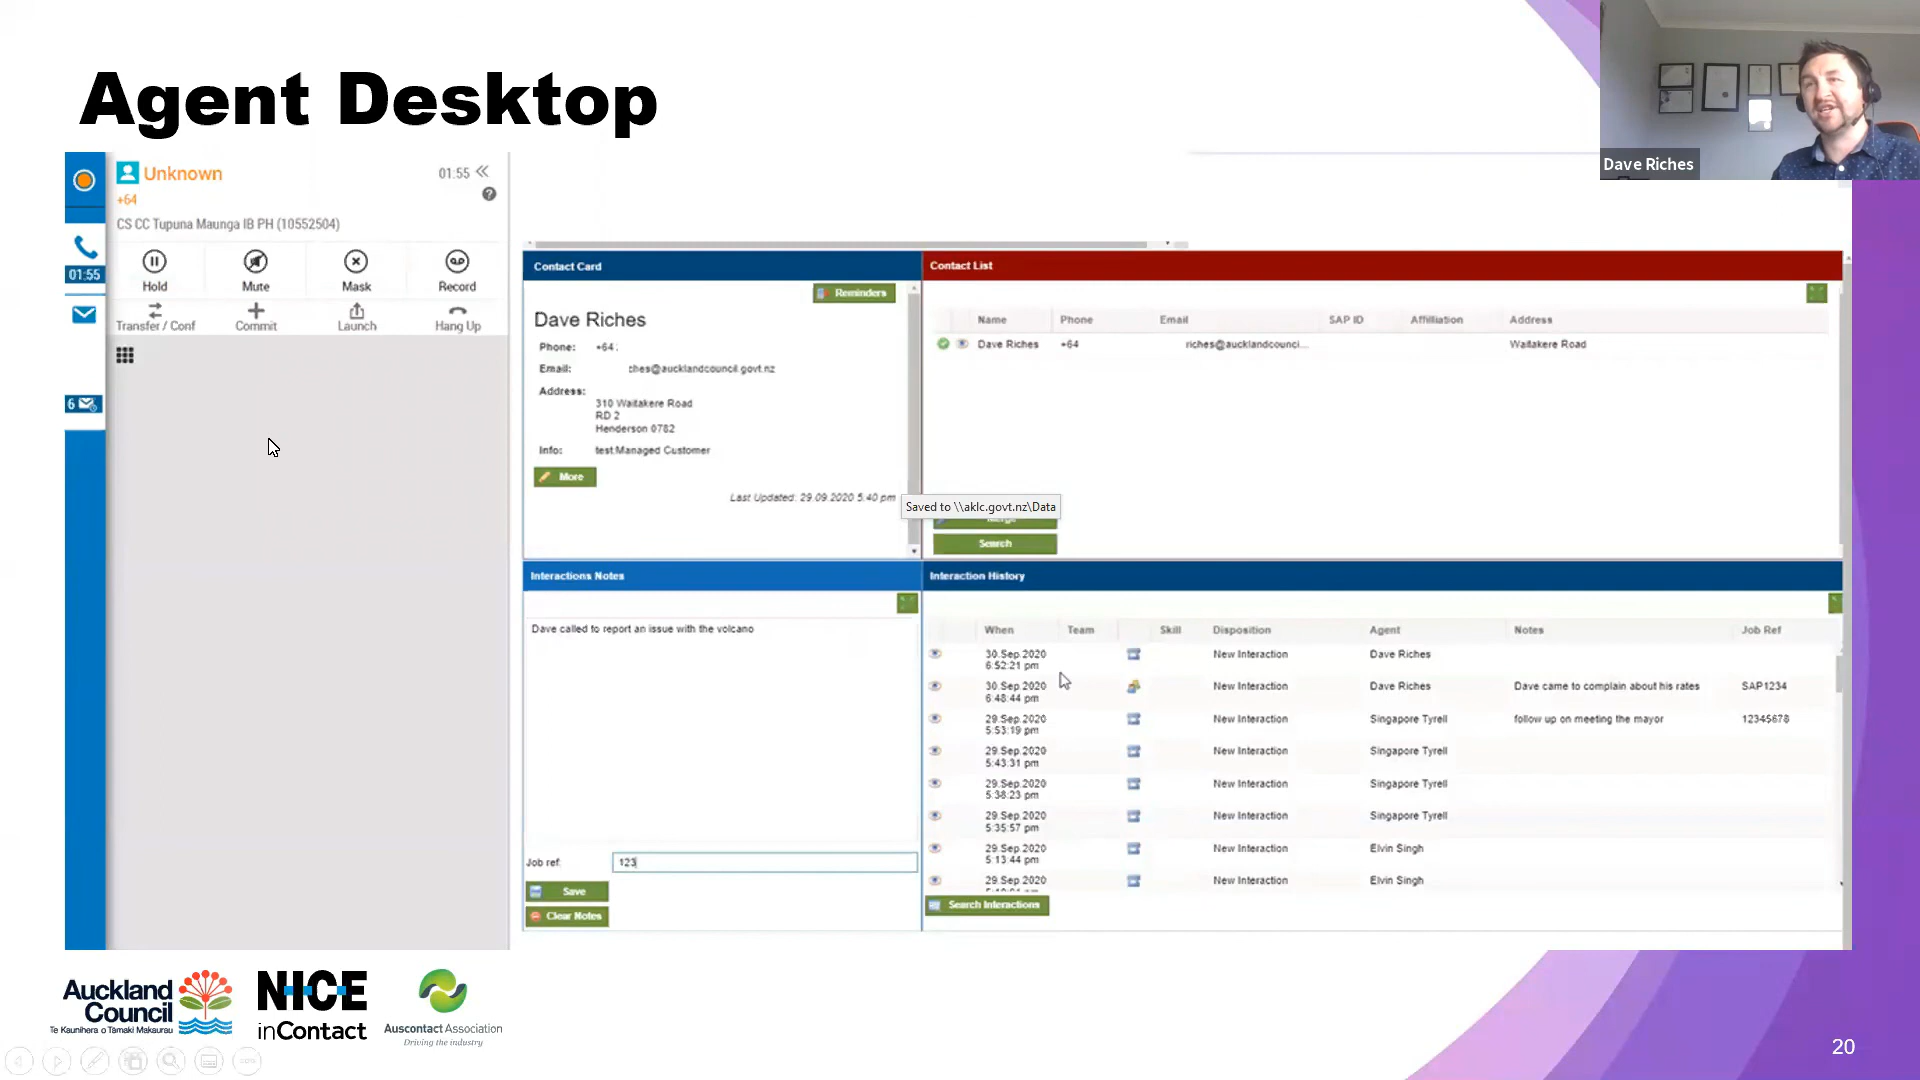 Agent Desktop
Dave Riches
Unknown
01:55
+64
CS CC Tupuna Maunga IB PH (10552504)
01:55
Hold
Mute
Mask
Record
Transfer / Conf
Commit
Launch
Hang Up
6
Contact Card
Reminders
Dave Riches
Phone: +64
Email: ches@aucklandcouncil.govt.nz
Address:
310 Waitakere Road
RD 2
Henderson 0782
Info: test Managed Customer
More
Last Updated: 29.09.2020 5:40 pm
Contact List
Name Phone Email SAP ID Affilliation Address
Dave Riches +64 riches@aucklandcounci... Waitakere Road
Saved to \\aklc.govt.nz\Data
Search
Interactions Notes
Dave called to report an issue with the volcano
Job ref: 123
Save
Clear Notes
Interaction History
When Team Skill Disposition Agent Notes Job Ref
30.Sep.2020 New Interaction Dave Riches
6:52:21 pm
30.Sep.2020 New Interaction Dave Riches Dave came to complain about his rates SAP1234
6:48:44 pm
29.Sep.2020 New Interaction Singapore Tyrell follow up on meeting the mayor 12345678
5:53:19 pm
29.Sep.2020 New Interaction Singapore Tyrell
5:43:31 pm
29.Sep.2020 New Interaction Singapore Tyrell
5:38:23 pm
29.Sep.2020 New Interaction Singapore Tyrell
5:35:57 pm
29.Sep.2020 New Interaction Elvin Singh
5:13:44 pm
29.Sep.2020 New Interaction Elvin Singh
Search Interactions
Auckland
Council
Te Kaunihera o Tāmaki Makaurau
NICE
inContact
Auscontact Association
Driving the industry
20